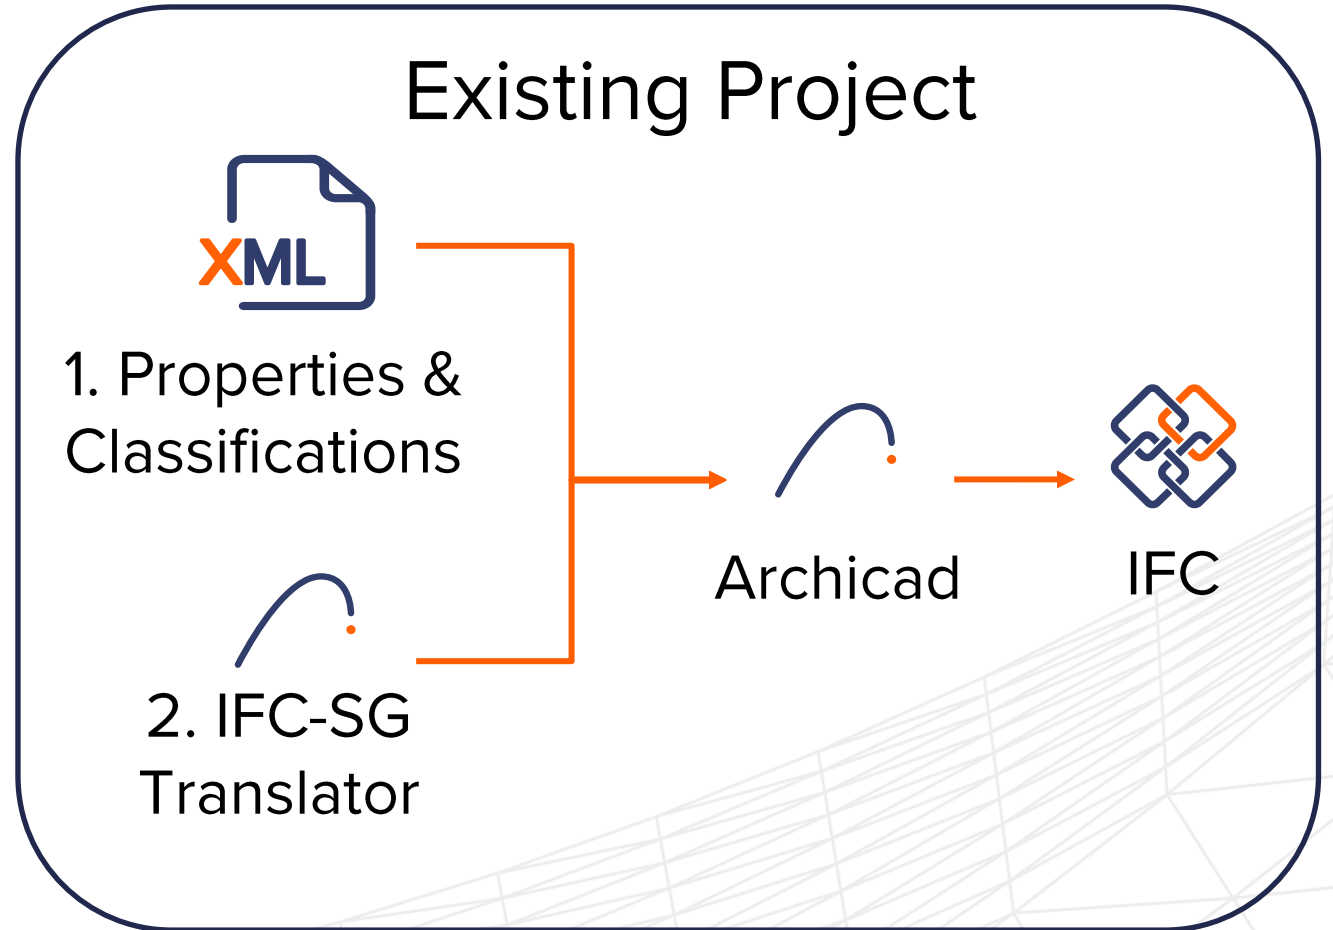 Existing Project
XML
1. Properties &
Classifications
2. IFC-SG
Translator
Archicad
IFC